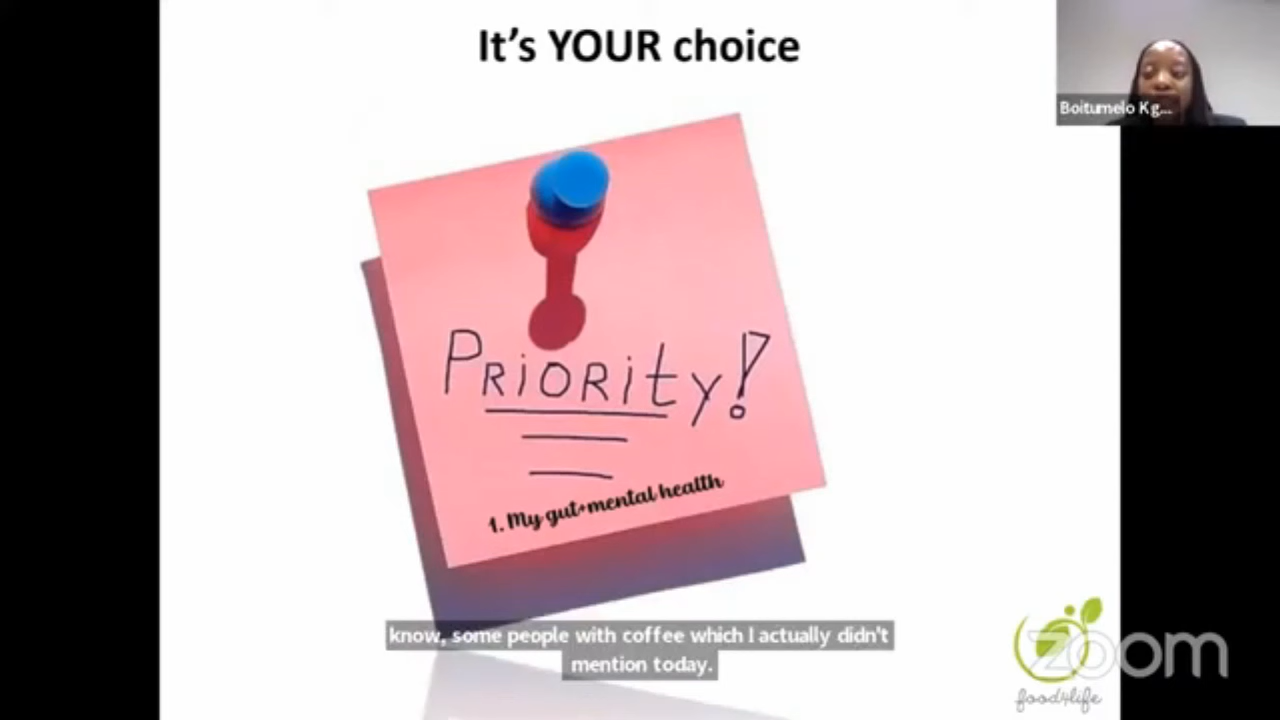 It's YOUR choice
Boitumelo Kg...
PRiORity!
1. My gut+mental health
know, some people with coffee which I actually didn't
mention today.
zoom
food4life